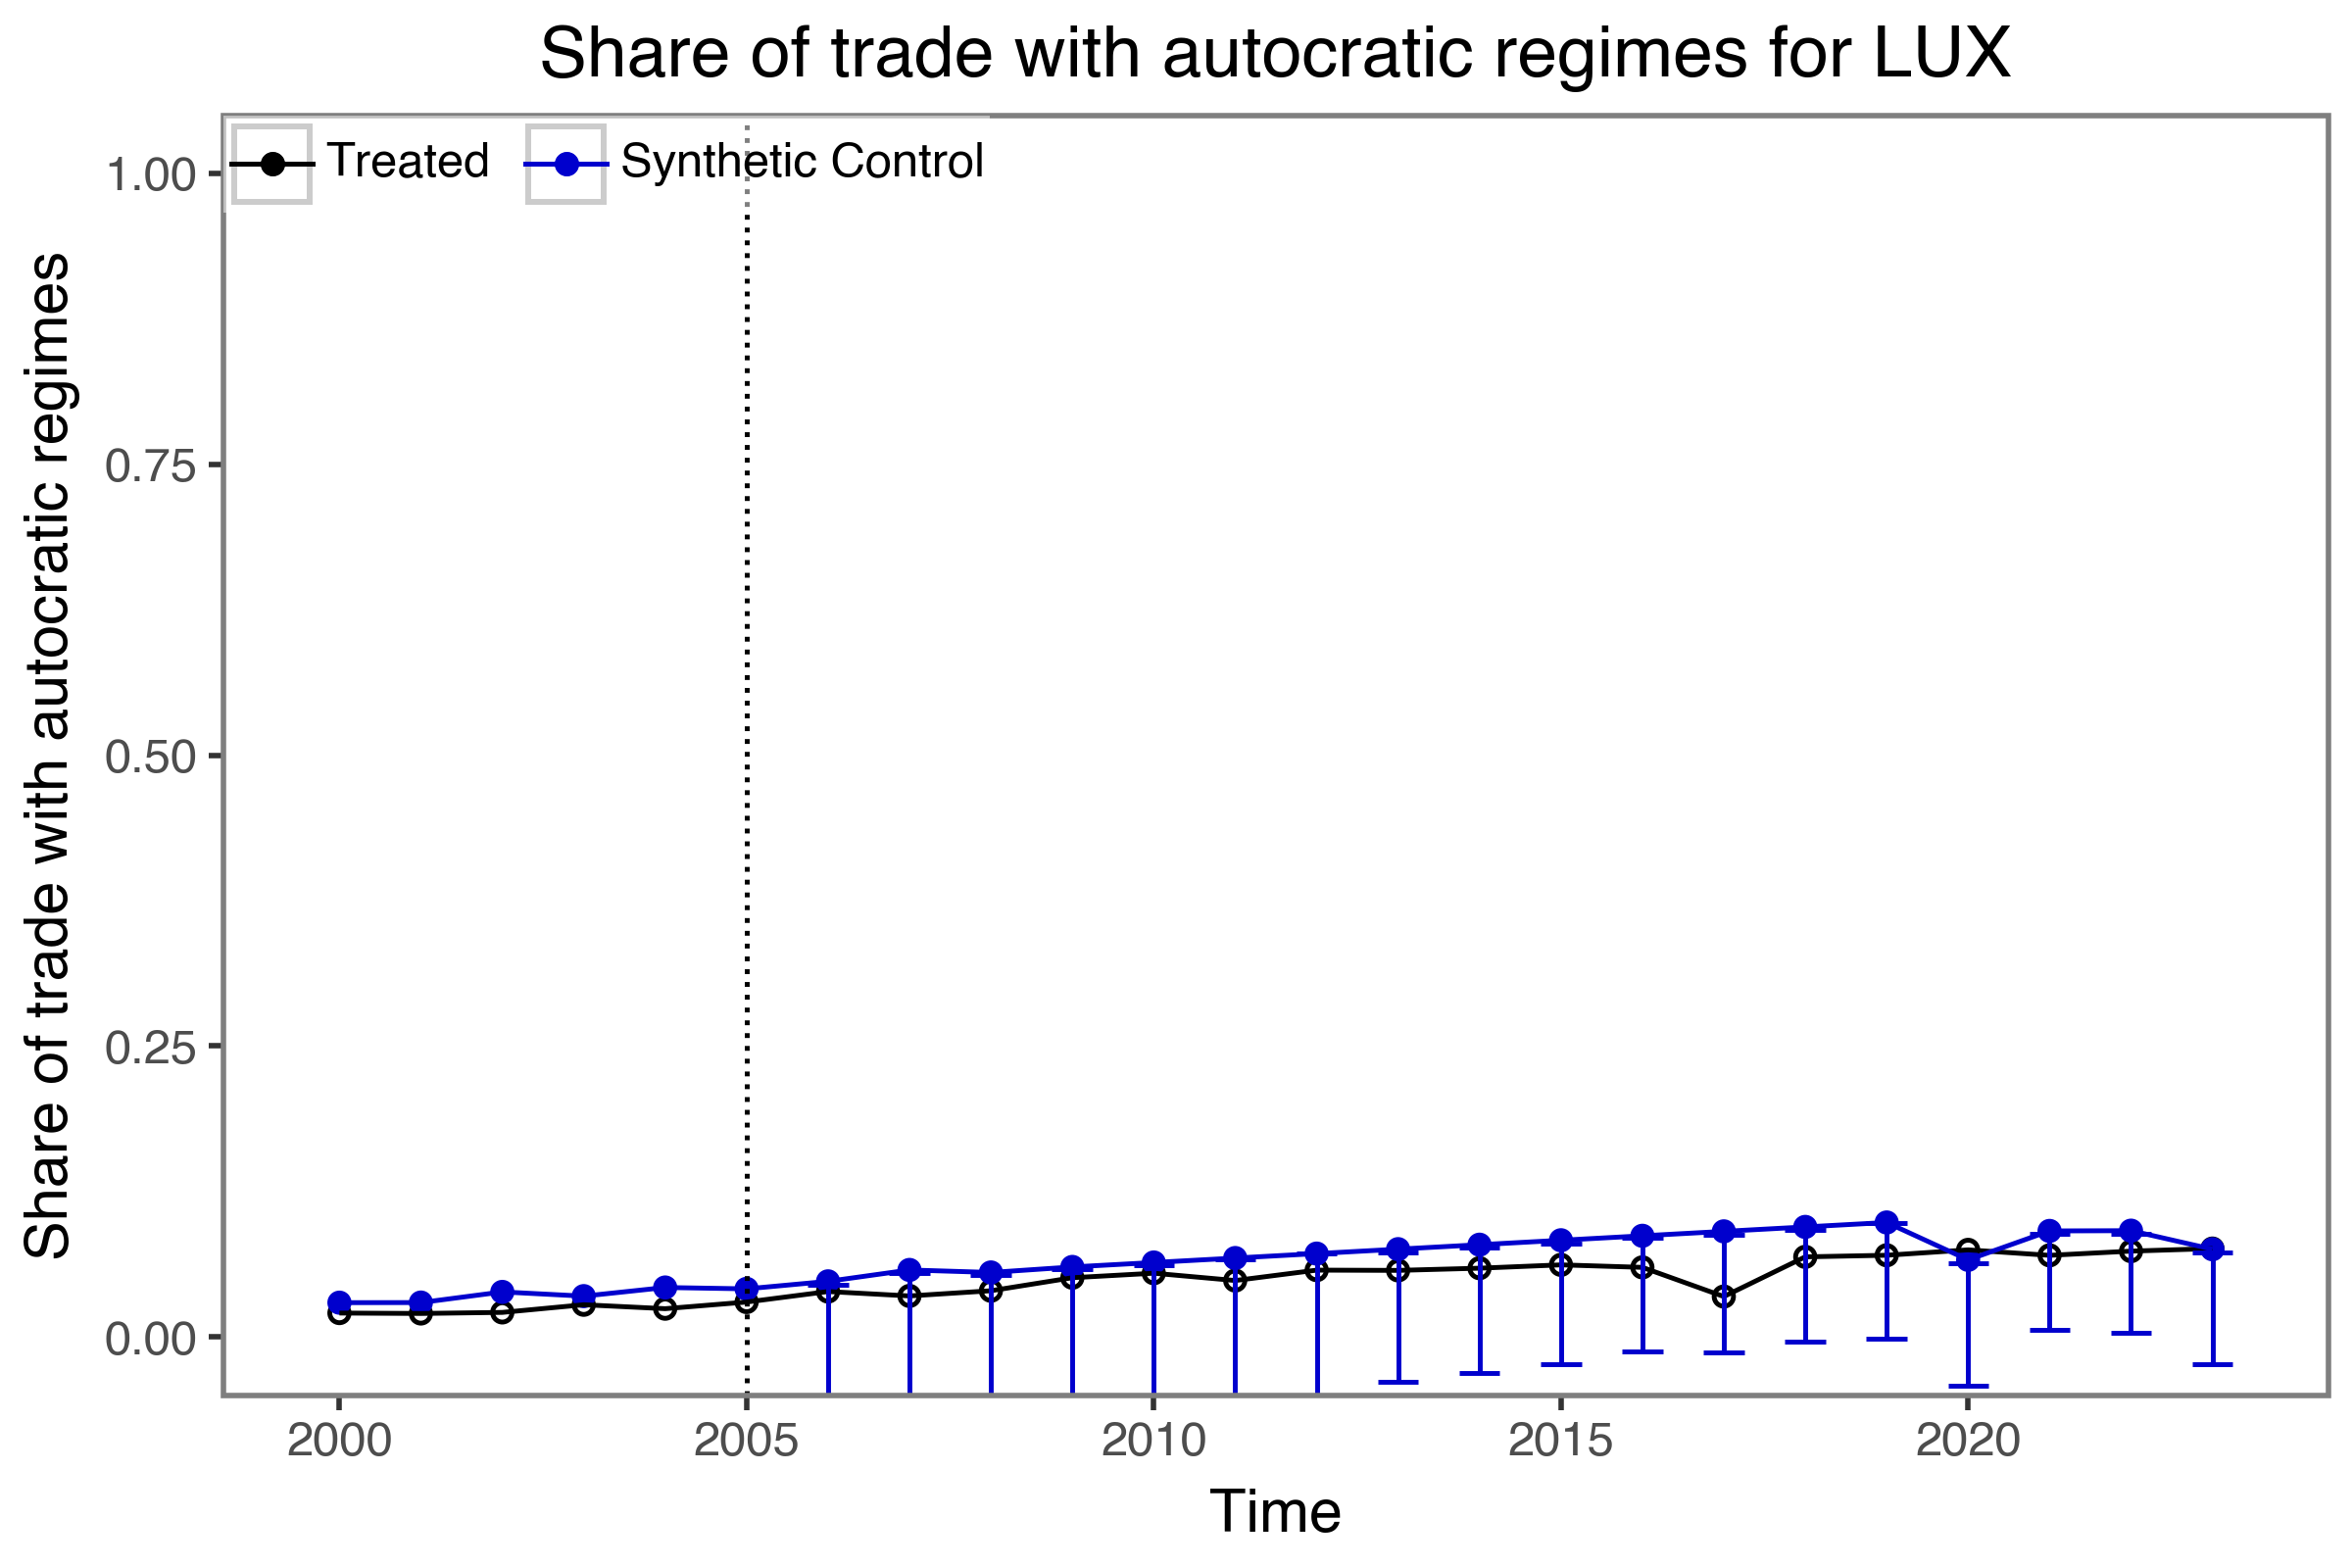 Share of trade with autocratic regimes for LUX
Treated
Synthetic Control
Share of trade with autocratic regimes
1.00
0.75
0.50
0.25
0.00
2000
2005
2010
2015
2020
Time